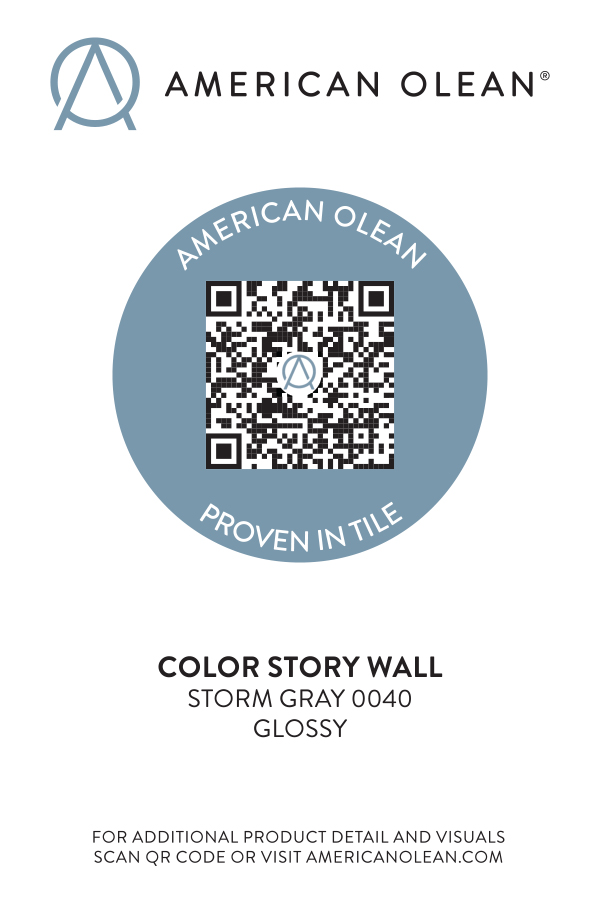 AMERICAN OLEAN®
AMERICAN OLEAN
PROVEN IN TILE
COLOR STORY WALL
STORM GRAY 0040
GLOSSY
FOR ADDITIONAL PRODUCT DETAIL AND VISUALS
SCAN QR CODE OR VISIT AMERICANOLEAN.COM